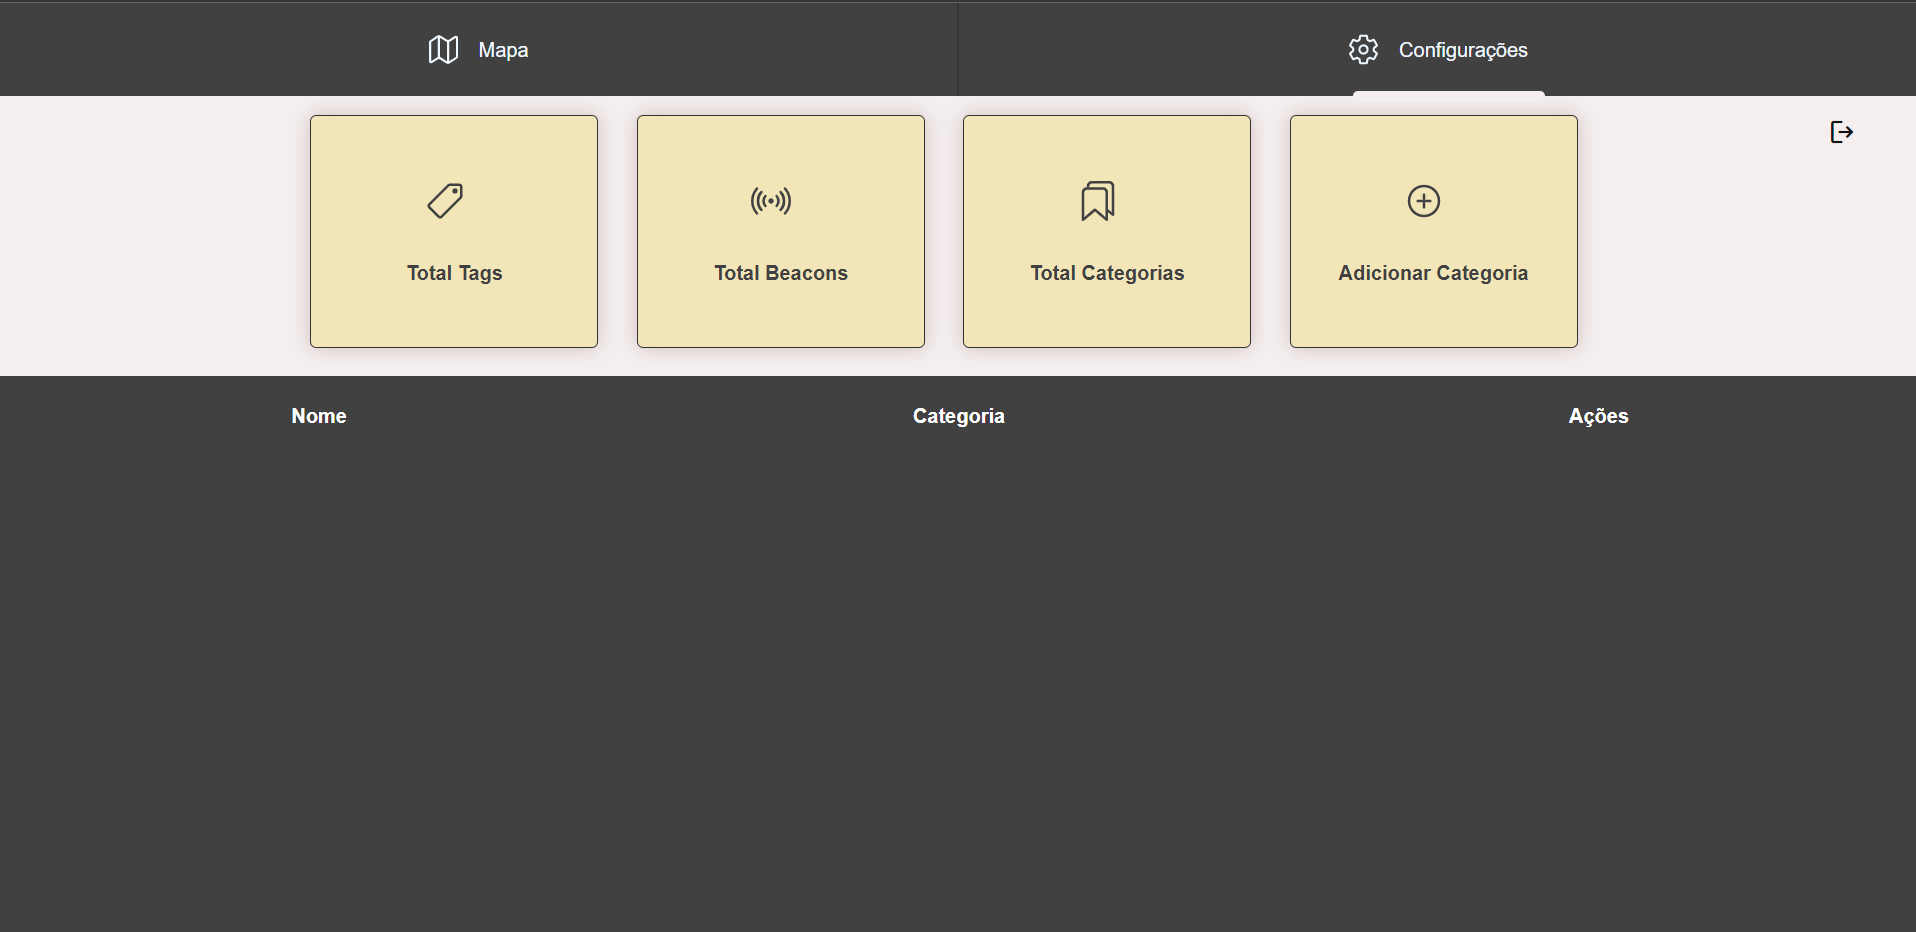 Mapa
Configurações
Total Tags
Total Beacons
Total Categorias
Adicionar Categoria
Nome
Categoria
Ações